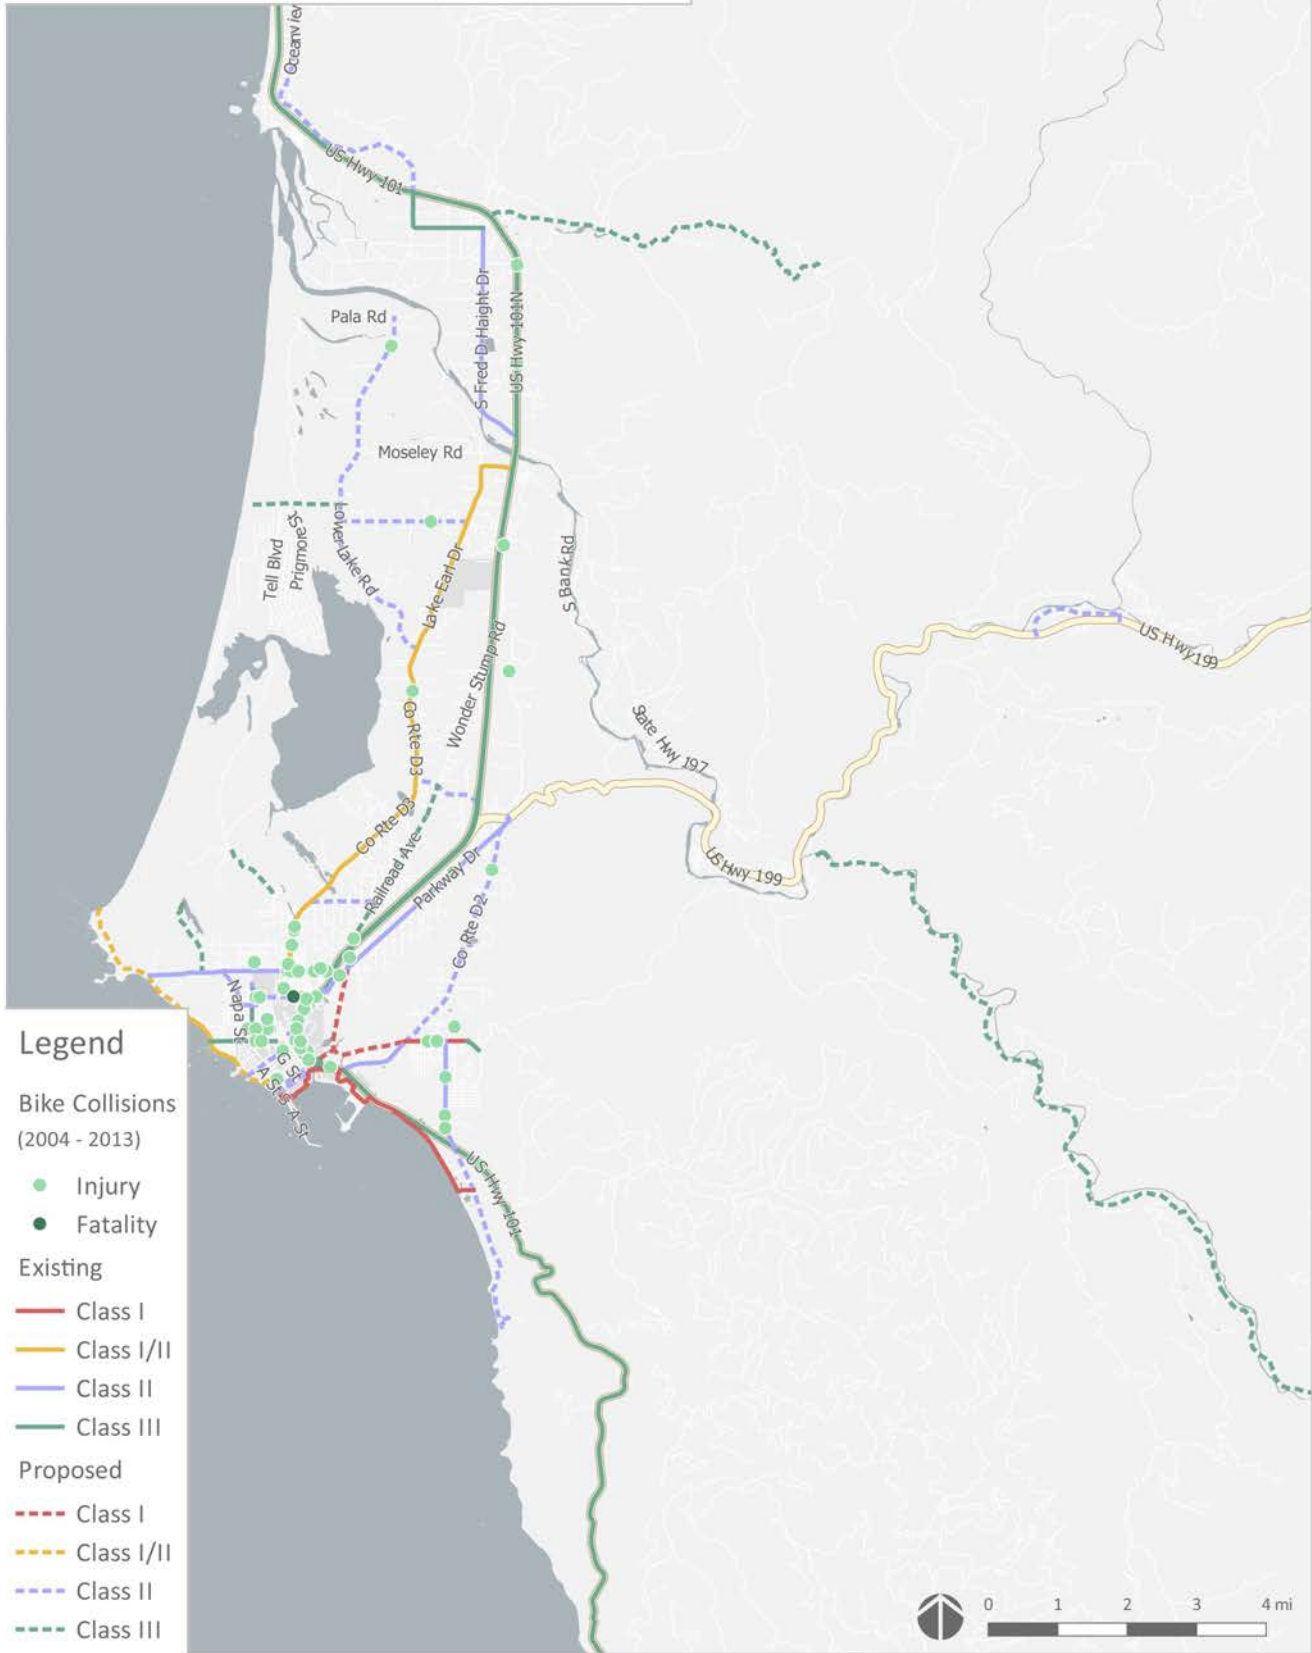 Oceanview
US Hwy 101
Pala Rd
S Fred D Haight Dr
US Hwy 101N
Moseley Rd
Tell Blvd
Prigmore St
Lower Lake Rd
Lake Earl Dr
S Bank Rd
US Hwy 199
Wonder Stump Rd
Co Rte D3
State Hwy 197
Co Rte D3
Railroad Ave
Parkway Dr
US Hwy 199
Co Rte D2
Napa St
G St
A St
S A St
US Hwy 101
Legend
Bike Collisions
(2004 - 2013)
Injury
Fatality
Existing
Class I
Class I/II
Class II
Class III
Proposed
Class I
Class I/II
Class II
Class III
0 1 2 3 4 mi